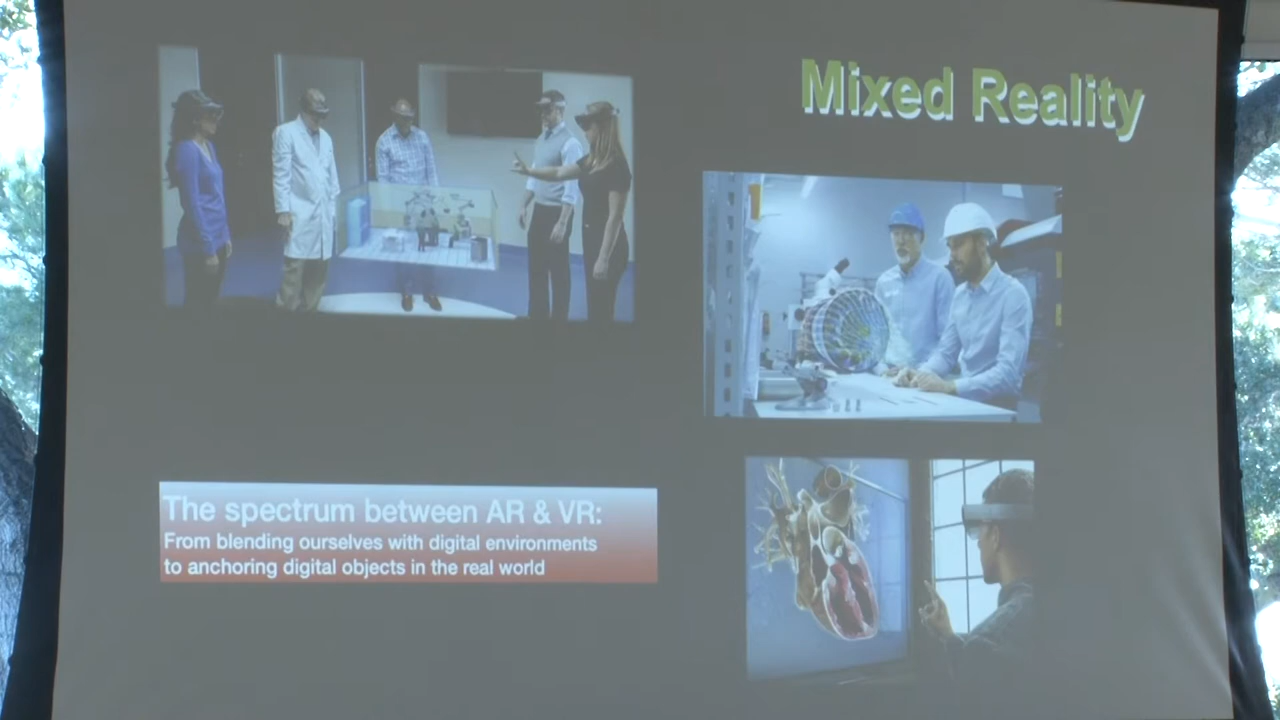 Mixed Reality
The spectrum between AR & VR:
From blending ourselves with digital environments
to anchoring digital objects in the real world